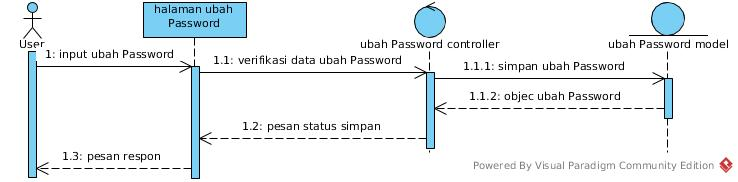 halaman ubah
Password
User
ubah Password controller
ubah Password model
1: input ubah Password
1.1: verifikasi data ubah Password
1.1.1: simpan ubah Password
1.1.2: objec ubah Password
1.2: pesan status simpan
1.3: pesan respon
Powered By Visual Paradigm Community Edition